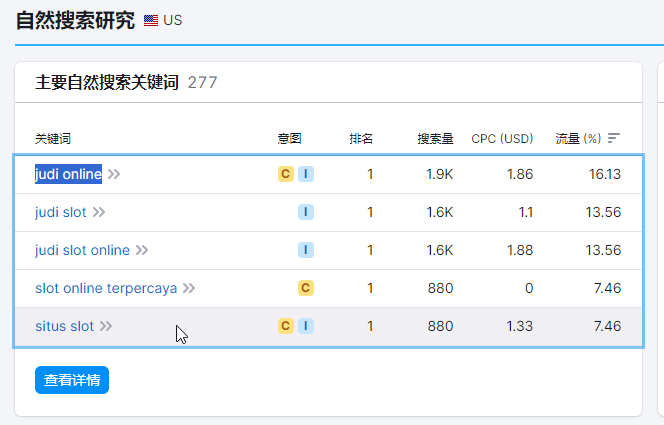 自然搜索研究 US
主要自然搜索关键词 277
关键词 意图 排名 搜索量 CPC (USD) 流量 (%)
judi online C I 1 1.9K 1.86 16.13
judi slot I 1 1.6K 1.1 13.56
judi slot online I 1 1.6K 1.88 13.56
slot online terpercaya C 1 880 0 7.46
situs slot C I 1 880 1.33 7.46
查看详情